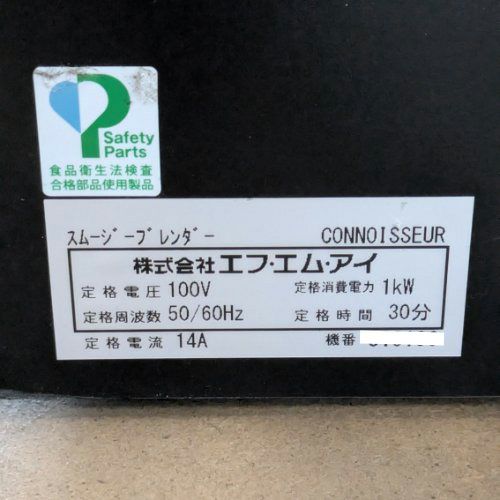 Safety
Parts
食品衛生法検査
合格部品使用製品
スムージーブレンダー CONNOISSEUR
株式会社エフ・エム・アイ
定格電圧 100V 定格消費電力 1kW
定格周波数 50/60Hz 定格時間 30分
定格電流 14A 機番